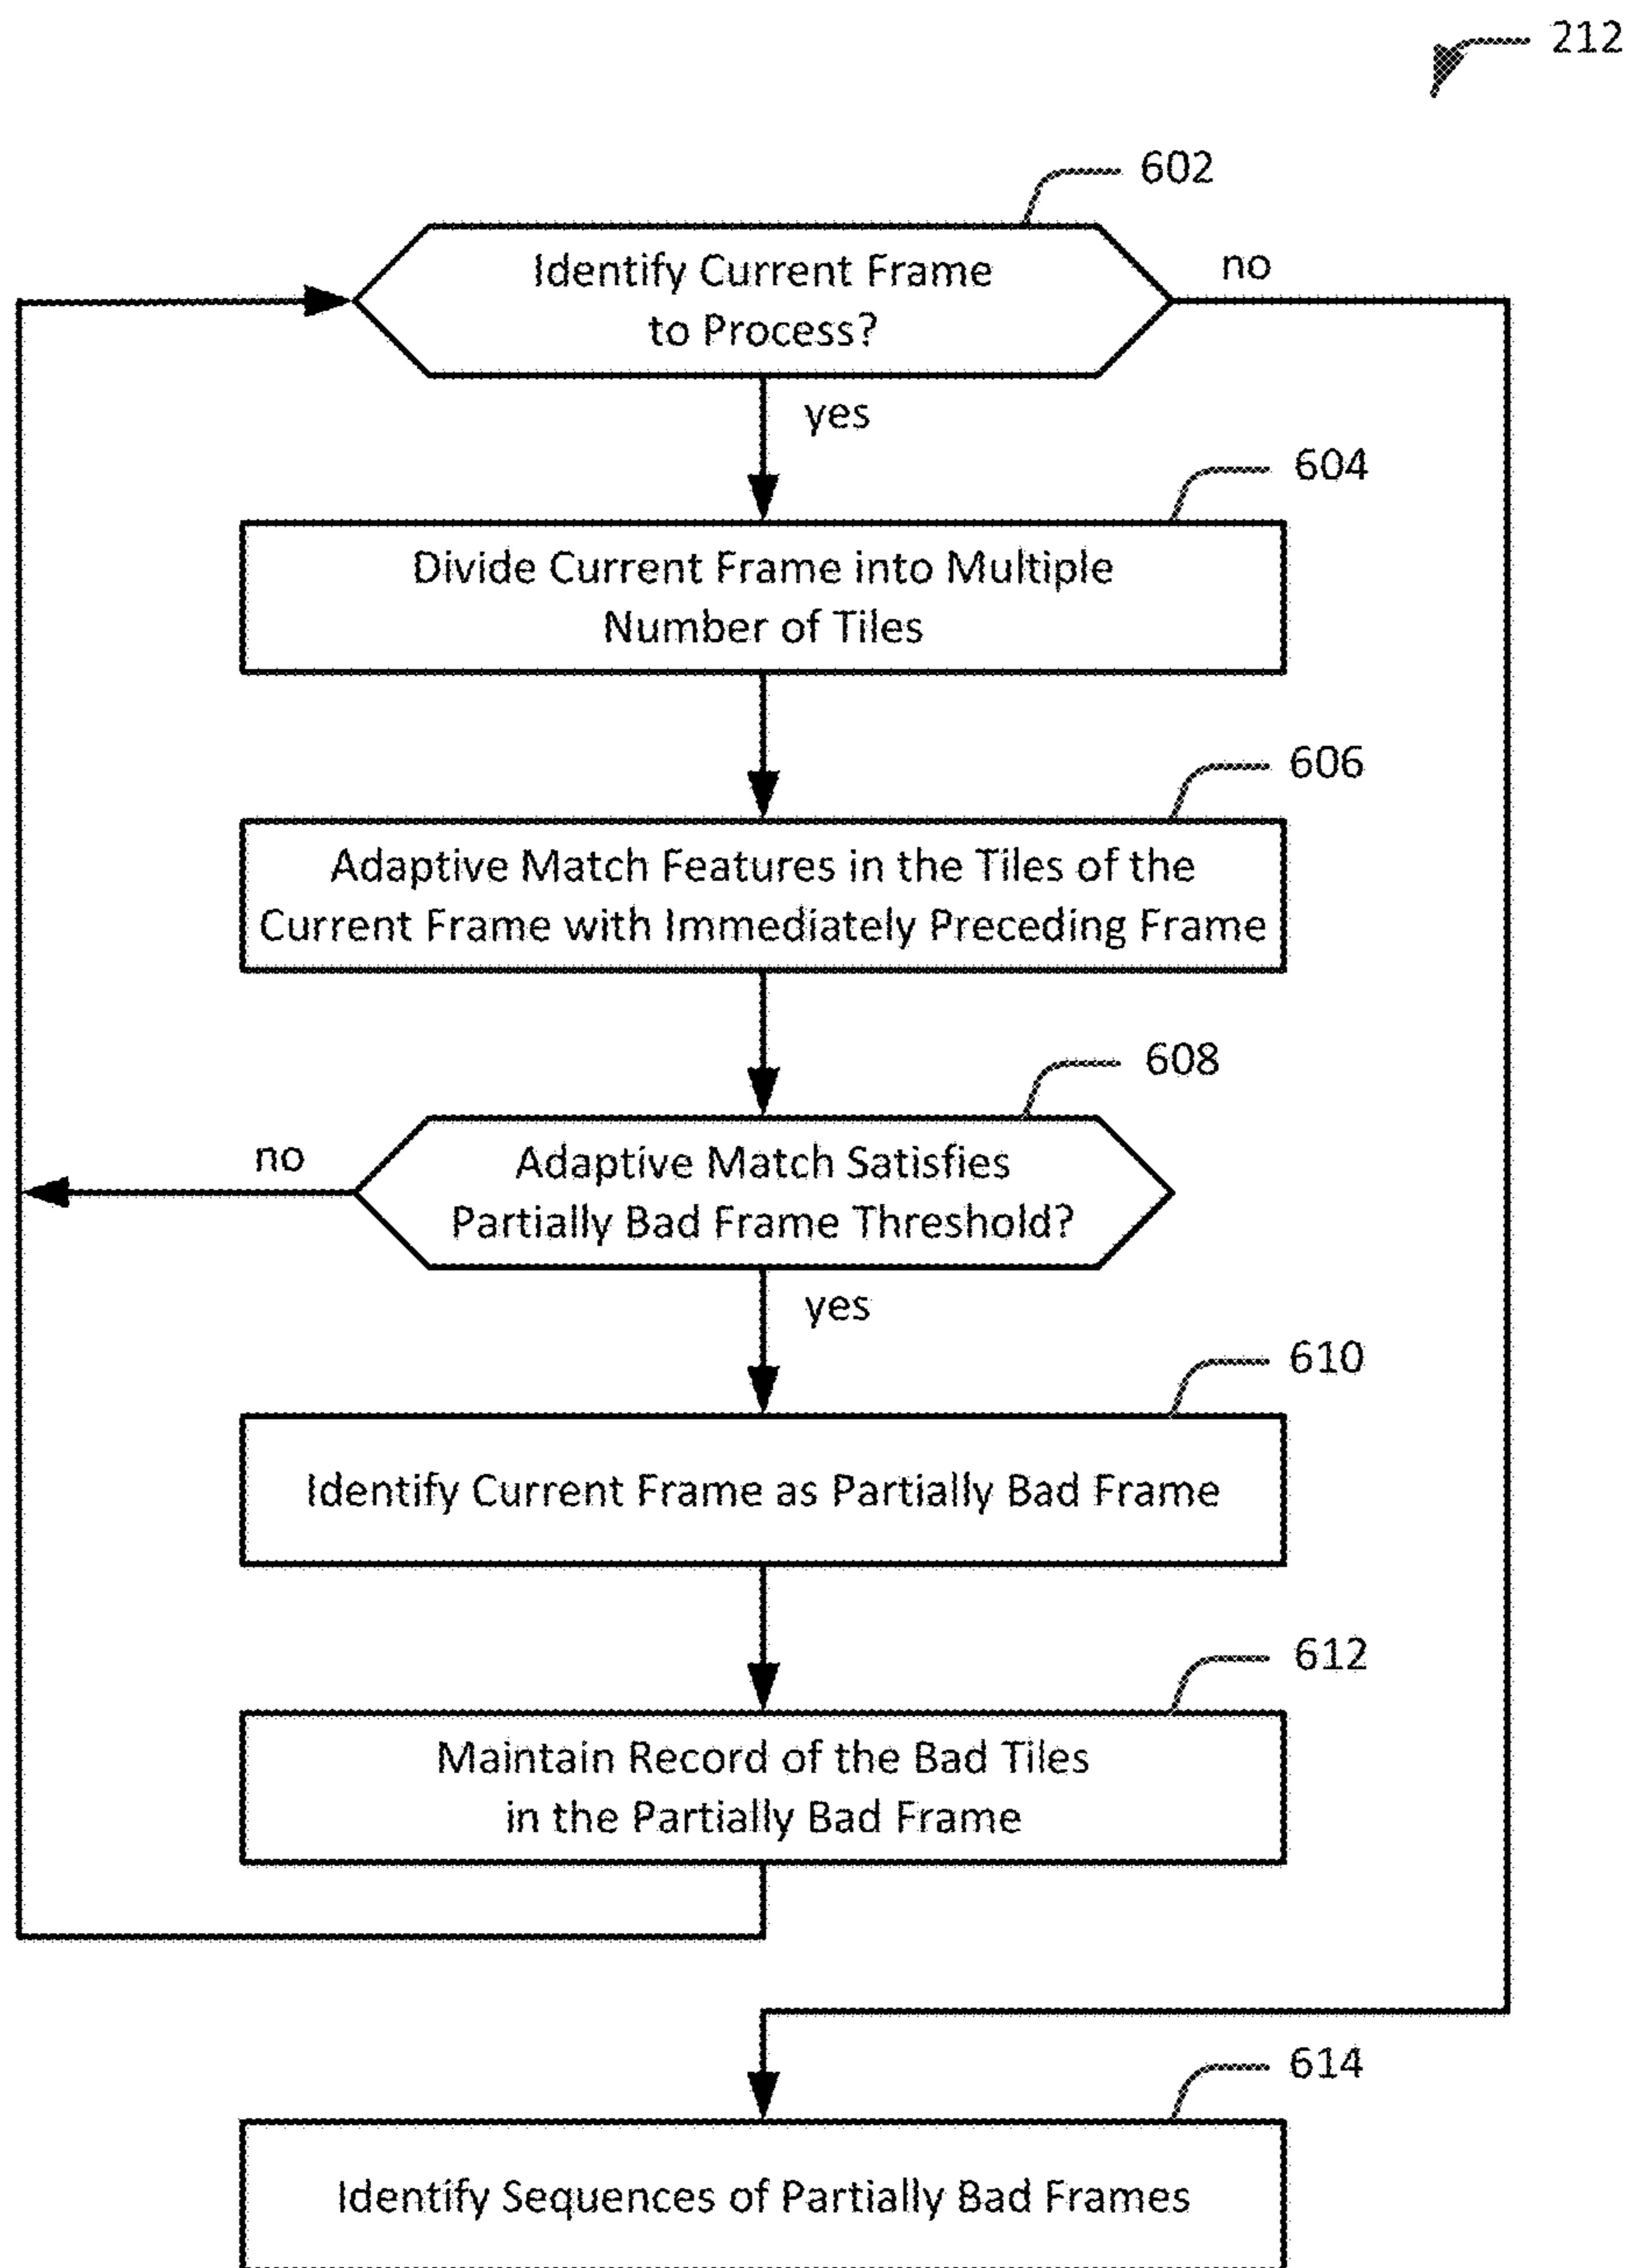 212
602
Identify Current Frame
to Process?
no
yes
604
Divide Current Frame into Multiple
Number of Tiles
606
Adaptive Match Features in the Tiles of the
Current Frame with Immediately Preceding Frame
608
no
Adaptive Match Satisfies
Partially Bad Frame Threshold?
yes
610
Identify Current Frame as Partially Bad Frame
612
Maintain Record of the Bad Tiles
in the Partially Bad Frame
614
Identify Sequences of Partially Bad Frames